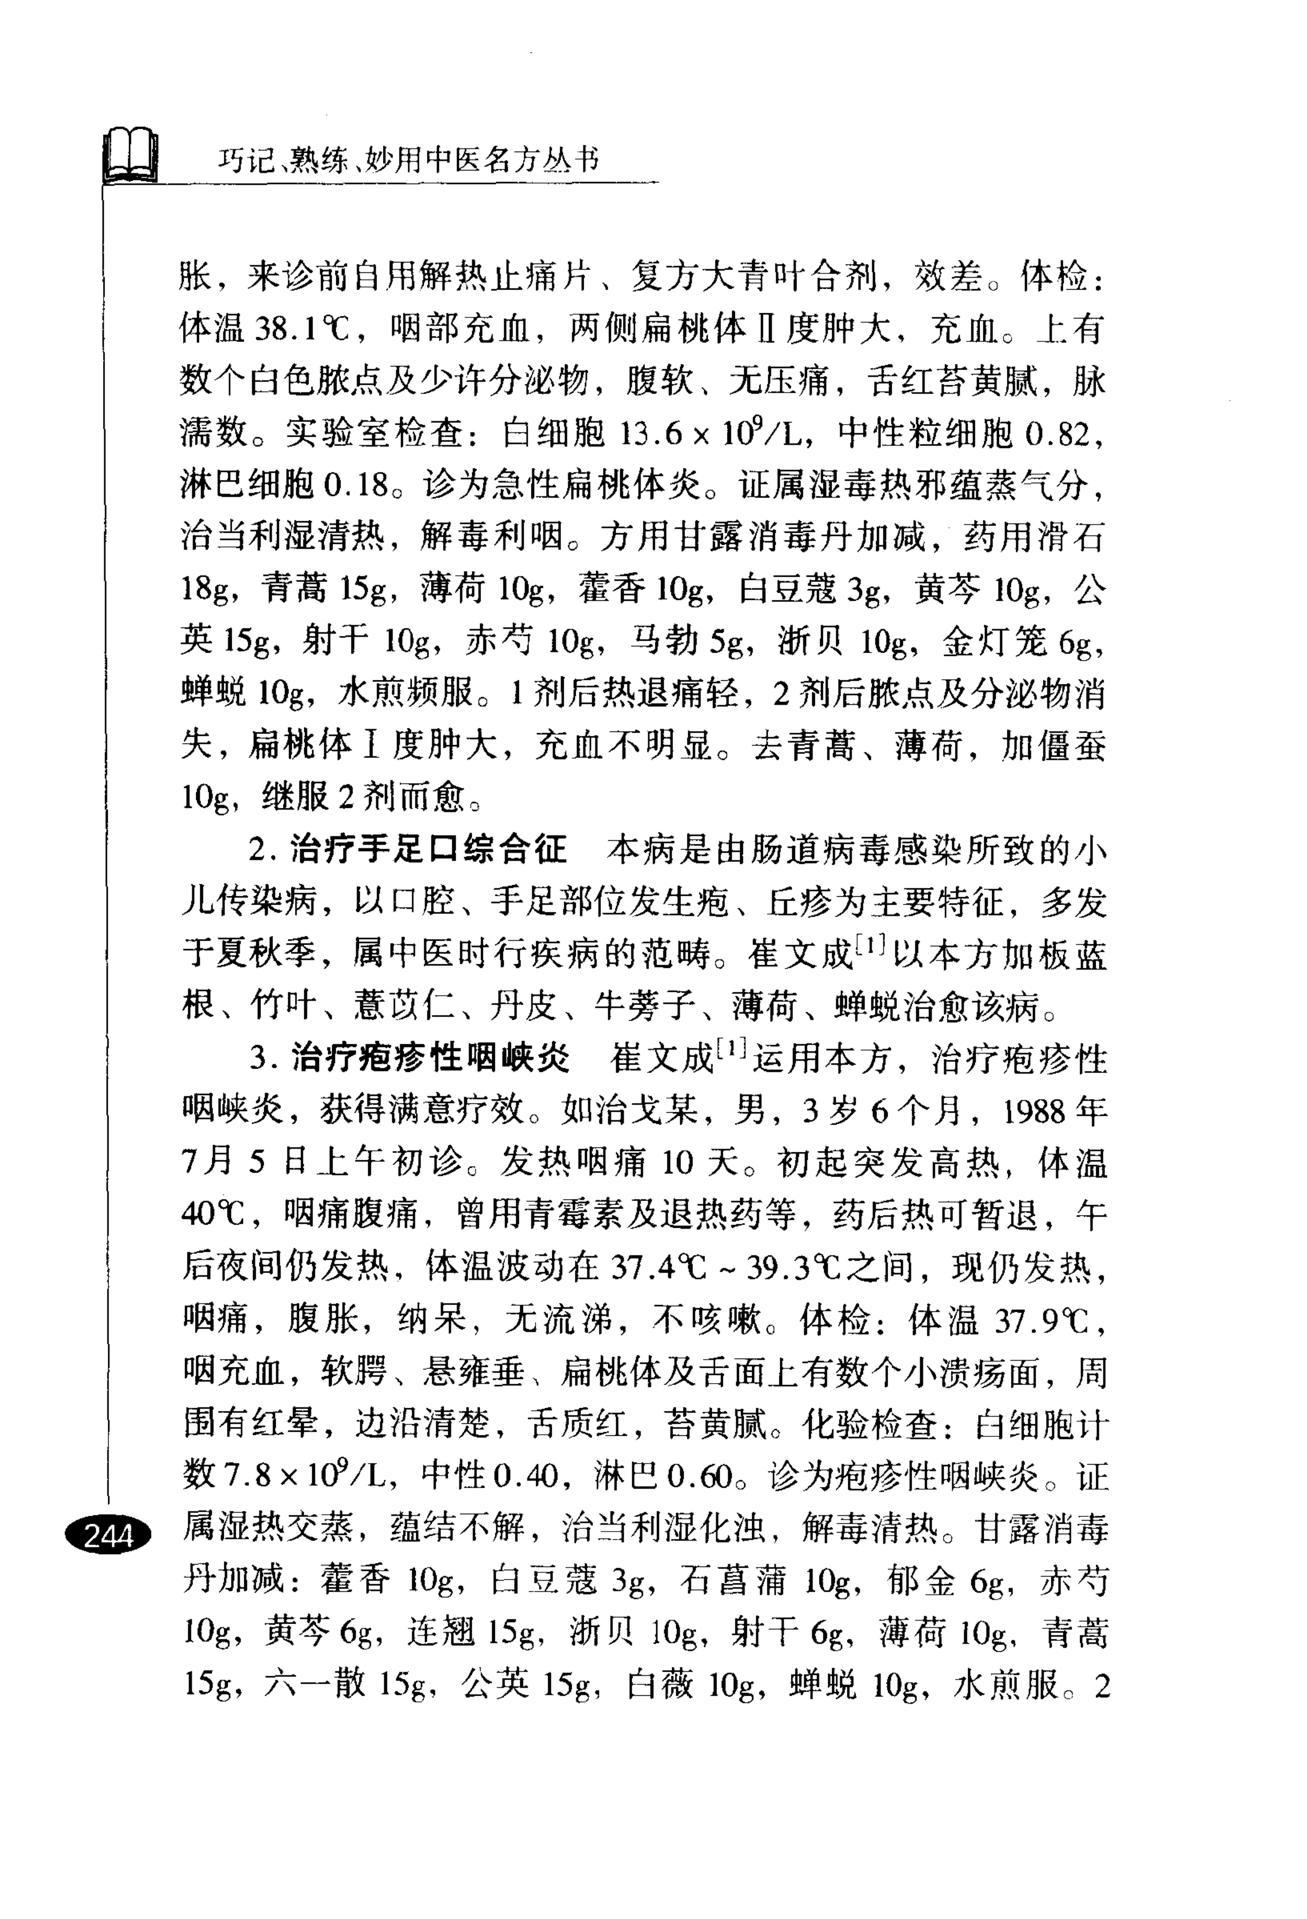 巧记、熟练、妙用中医名方丛书
胀，来诊前自用解热止痛片、复方大青叶合剂，效差。体检：
体温 38.1℃，咽部充血，两侧扁桃体Ⅱ度肿大，充血。上有
数个白色脓点及少许分泌物，腹软、无压痛，舌红苔黄腻，脉
濡数。实验室检查：白细胞 13.6 × 10⁹/L，中性粒细胞 0.82，
淋巴细胞 0.18。诊为急性扁桃体炎。证属湿毒热邪蕴蒸气分，
治当利湿清热，解毒利咽。方用甘露消毒丹加减，药用滑石
18g，青蒿 15g，薄荷 10g，藿香 10g，白豆蔻 3g，黄芩 10g，公
英 15g，射干 10g，赤芍 10g，马勃 5g，浙贝 10g，金灯笼 6g，
蝉蜕 10g，水煎频服。1 剂后热退痛轻，2 剂后脓点及分泌物消
失，扁桃体Ⅰ度肿大，充血不明显。去青蒿、薄荷，加僵蚕
10g，继服 2 剂而愈。
2. 治疗手足口综合征　本病是由肠道病毒感染所致的小
儿传染病，以口腔、手足部位发生疱、丘疹为主要特征，多发
于夏秋季，属中医时行疾病的范畴。崔文成[1]以本方加板蓝
根、竹叶、薏苡仁、丹皮、牛蒡子、薄荷、蝉蜕治愈该病。
3. 治疗疱疹性咽峡炎　崔文成[1]运用本方，治疗疱疹性
咽峡炎，获得满意疗效。如治戈某，男，3 岁 6 个月，1988 年
7 月 5 日上午初诊。发热咽痛 10 天。初起突发高热，体温
40℃，咽痛腹痛，曾用青霉素及退热药等，药后热可暂退，午
后夜间仍发热，体温波动在 37.4℃ ~ 39.3℃之间，现仍发热，
咽痛，腹胀，纳呆，无流涕，不咳嗽。体检：体温 37.9℃，
咽充血，软腭、悬雍垂、扁桃体及舌面上有数个小溃疡面，周
围有红晕，边沿清楚，舌质红，苔黄腻。化验检查：白细胞计
数 7.8 × 10⁹/L，中性 0.40，淋巴 0.60。诊为疱疹性咽峡炎。证
属湿热交蒸，蕴结不解，治当利湿化浊，解毒清热。甘露消毒
丹加减：藿香 10g，白豆蔻 3g，石菖蒲 10g，郁金 6g，赤芍
10g，黄芩 6g，连翘 15g，浙贝 10g，射干 6g，薄荷 10g，青蒿
15g，六一散 15g，公英 15g，白薇 10g，蝉蜕 10g，水煎服。2
244